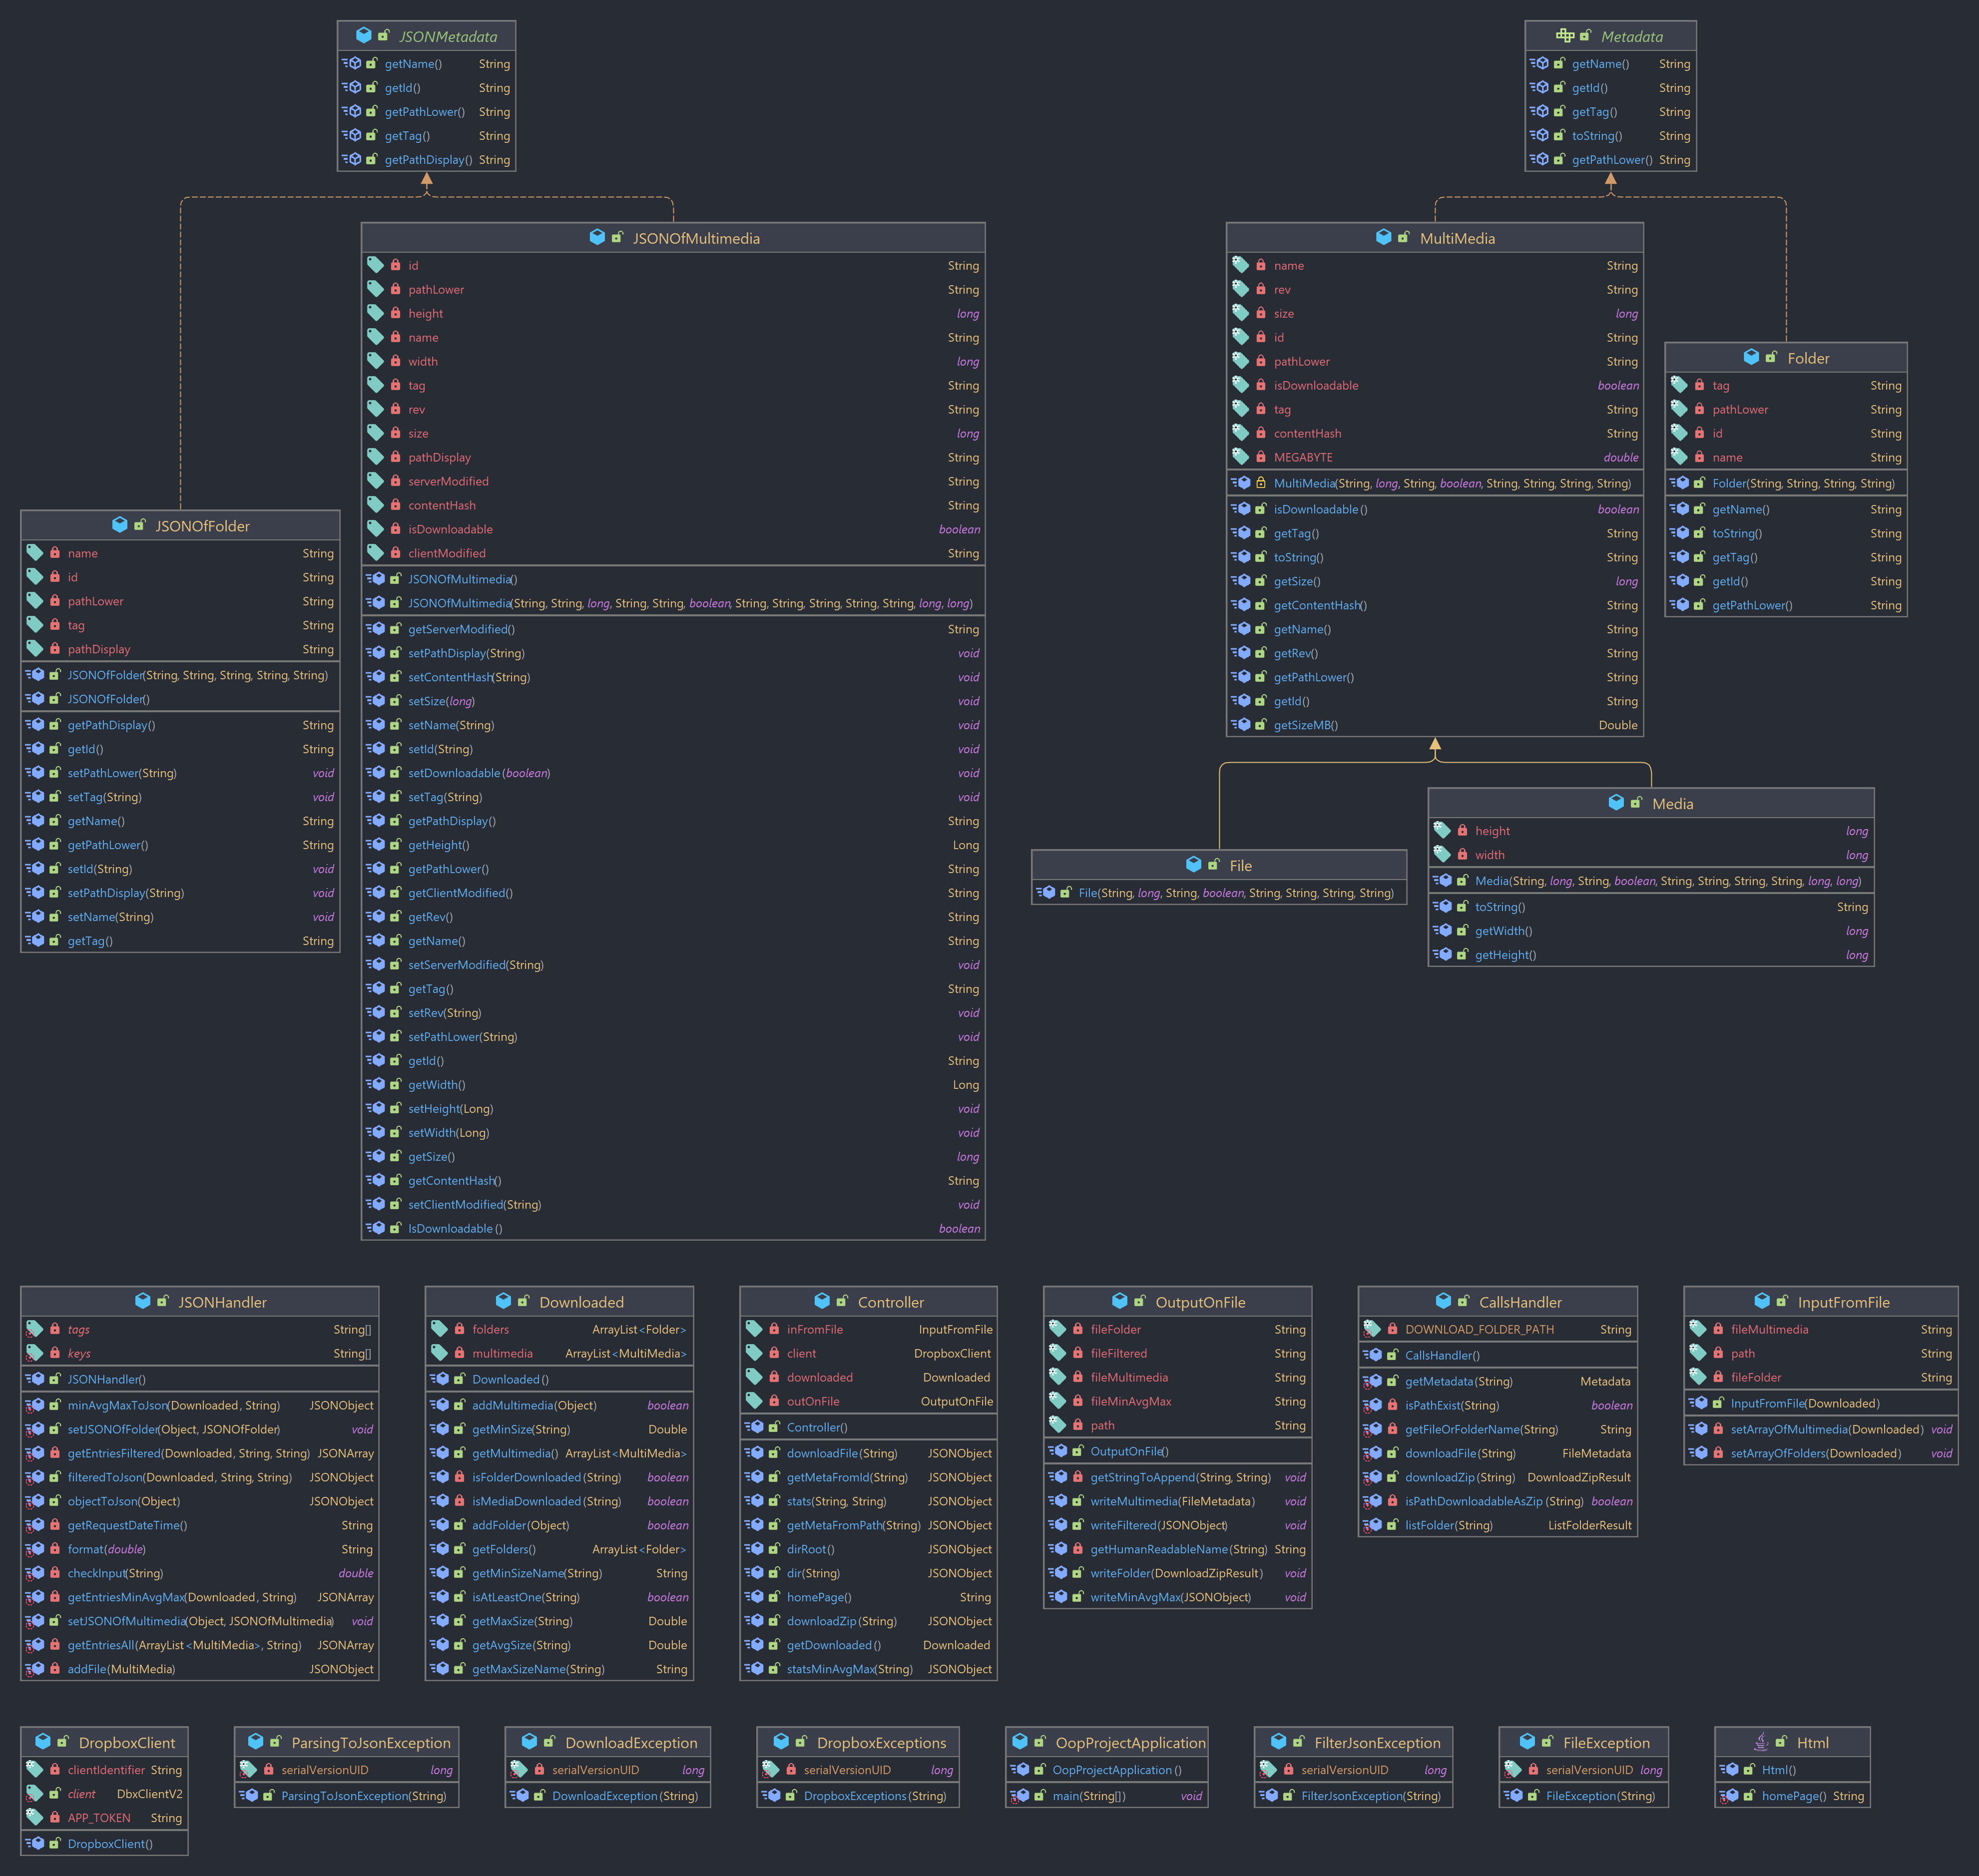 JSONMetadata
getName() String
getId() String
getPathLower() String
getTag() String
getPathDisplay() String
Metadata
getName() String
getId() String
getTag() String
toString() String
getPathLower() String
JSONOfMultimedia
id String
pathLower String
height long
name String
width long
tag String
rev String
size long
pathDisplay String
serverModified String
contentHash String
isDownloadable boolean
clientModified String
JSONOfMultimedia()
JSONOfMultimedia(String, String, long, String, String, boolean, String, String, String, String, String, long, long)
getServerModified() String
setPathDisplay(String) void
setContentHash(String) void
setSize(long) void
setName(String) void
setId(String) void
setDownloadable(boolean) void
setTag(String) void
getPathDisplay() String
getHeight() Long
getPathLower() String
getClientModified() String
getRev() String
getName() String
setServerModified(String) void
getTag() String
setRev(String) void
setPathLower(String) void
getId() String
getWidth() Long
setHeight(Long) void
setWidth(Long) void
getSize() long
getContentHash() String
setClientModified(String) void
IsDownloadable() boolean
MultiMedia
name String
rev String
size long
id String
pathLower String
isDownloadable boolean
tag String
contentHash String
MEGABYTE double
MultiMedia(String, long, String, boolean, String, String, String, String)
isDownloadable() boolean
getTag() String
toString() String
getSize() long
getContentHash() String
getName() String
getRev() String
getPathLower() String
getId() String
getSizeMB() Double
Folder
tag String
pathLower String
id String
name String
Folder(String, String, String, String)
getName() String
toString() String
getTag() String
getId() String
getPathLower() String
JSONOfFolder
name String
id String
pathLower String
tag String
pathDisplay String
JSONOfFolder(String, String, String, String, String)
JSONOfFolder()
getPathDisplay() String
getId() String
setPathLower(String) void
setTag(String) void
getName() String
getPathLower() String
setId(String) void
setPathDisplay(String) void
setName(String) void
getTag() String
File
File(String, long, String, boolean, String, String, String, String)
Media
height long
width long
Media(String, long, String, boolean, String, String, String, String, long, long)
toString() String
getWidth() long
getHeight() long
JSONHandler
tags String[]
keys String[]
JSONHandler()
minAvgMaxToJson(Downloaded, String) JSONObject
setJSONOfFolder(Object, JSONOfFolder) void
getEntriesFiltered(Downloaded, String, String) JSONArray
filteredToJson(Downloaded, String, String) JSONObject
objectToJson(Object) JSONObject
getRequestDateTime() String
format(double) String
checkInput(String) double
getEntriesMinAvgMax(Downloaded, String) JSONArray
setJSONOfMultimedia(Object, JSONOfMultimedia) void
getEntriesAll(ArrayList<MultiMedia>, String) JSONArray
addFile(MultiMedia) JSONObject
Downloaded
folders ArrayList<Folder>
multimedia ArrayList<MultiMedia>
Downloaded()
addMultimedia(Object) boolean
getMinSize(String) Double
getMultimedia() ArrayList<MultiMedia>
isFolderDownloaded(String) boolean
isMediaDownloaded(String) boolean
addFolder(Object) boolean
getFolders() ArrayList<Folder>
getMinSizeName(String) String
isAtLeastOne(String) boolean
getMaxSize(String) Double
getAvgSize(String) Double
getMaxSizeName(String) String
Controller
inFromFile InputFromFile
client DropboxClient
downloaded Downloaded
outOnFile OutputOnFile
Controller()
downloadFile(String) JSONObject
getMetaFromId(String) JSONObject
stats(String, String) JSONObject
getMetaFromPath(String) JSONObject
dirRoot() JSONObject
dir(String) JSONObject
homePage() String
downloadZip(String) JSONObject
getDownloaded() Downloaded
statsMinAvgMax(String) JSONObject
OutputOnFile
fileFolder String
fileFiltered String
fileMultimedia String
fileMinAvgMax String
path String
OutputOnFile()
getStringToAppend(String, String) void
writeMultimedia(FileMetadata) void
writeFiltered(JSONObject) void
getHumanReadableName(String) String
writeFolder(DownloadZipResult) void
writeMinAvgMax(JSONObject) void
CallsHandler
DOWNLOAD_FOLDER_PATH String
CallsHandler()
getMetadata(String) Metadata
isPathExist(String) boolean
getFileOrFolderName(String) String
downloadFile(String) FileMetadata
downloadZip(String) DownloadZipResult
isPathDownloadableAsZip(String) boolean
listFolder(String) ListFolderResult
InputFromFile
fileMultimedia String
path String
fileFolder String
InputFromFile(Downloaded)
setArrayOfMultimedia(Downloaded) void
setArrayOfFolders(Downloaded) void
DropboxClient
clientIdentifier String
client DbxClientV2
APP_TOKEN String
DropboxClient()
ParsingToJsonException
serialVersionUID long
ParsingToJsonException(String)
DownloadException
serialVersionUID long
DownloadException(String)
DropboxExceptions
serialVersionUID long
DropboxExceptions(String)
OopProjectApplication
OopProjectApplication()
main(String[]) void
FilterJsonException
serialVersionUID long
FilterJsonException(String)
FileException
serialVersionUID long
FileException(String)
Html
Html()
homePage() String